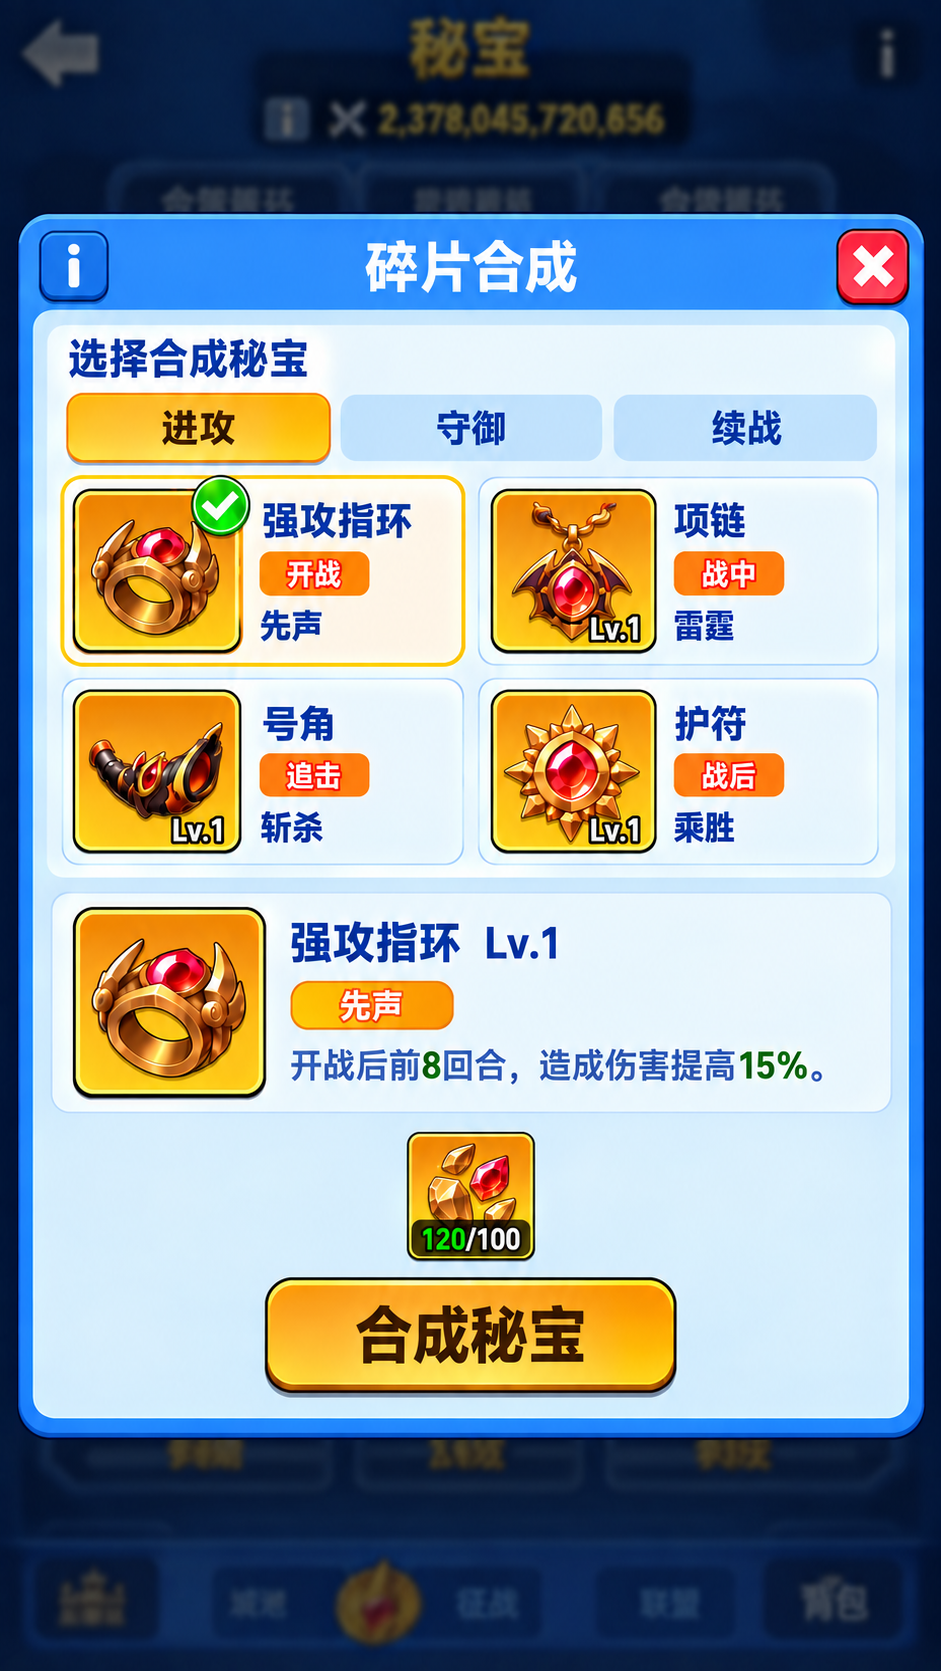 秘宝
2,378,045,720,656
碎片合成
选择合成秘宝
进攻 守御 续战
强攻指环
开战
先声
项链
战中
Lv.1
雷霆
号角
追击
Lv.1
斩杀
护符
战后
Lv.1
乘胜
强攻指环 Lv.1
先声
开战后前8回合，造成伤害提高15%。
120/100
合成秘宝
征战 联盟 背包